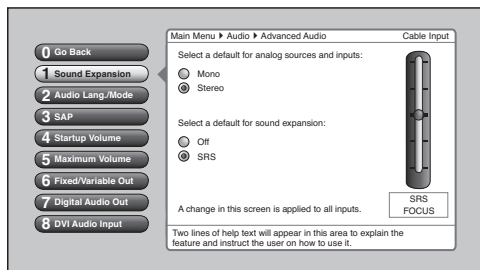 Main Menu ▶ Audio ▶ Advanced Audio Cable Input
0 Go Back
1 Sound Expansion
2 Audio Lang./Mode
3 SAP
4 Startup Volume
5 Maximum Volume
6 Fixed/Variable Out
7 Digital Audio Out
8 DVI Audio Input
Select a default for analog sources and inputs:
Mono
Stereo
Select a default for sound expansion:
Off
SRS
A change in this screen is applied to all inputs.
SRS
FOCUS
Two lines of help text will appear in this area to explain the
feature and instruct the user on how to use it.